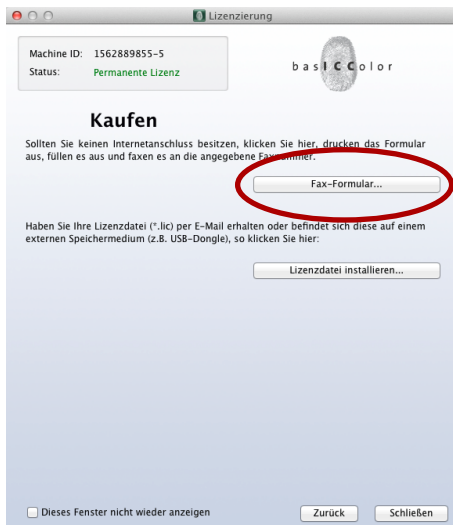 Lizenzierung
Machine ID: 1562889855-5
Status: Permanente Lizenz
basICColor
Kaufen
Sollten Sie keinen Internetanschluss besitzen, klicken Sie hier, drucken das Formular
aus, füllen es aus und faxen es an die angegebene Faxnummer.
Fax-Formular...
Haben Sie Ihre Lizenzdatei (*.lic) per E-Mail erhalten oder befindet sich diese auf einem
externen Speichermedium (z.B. USB-Dongle), so klicken Sie hier:
Lizenzdatei installieren...
Dieses Fenster nicht wieder anzeigen
Zurück
Schließen